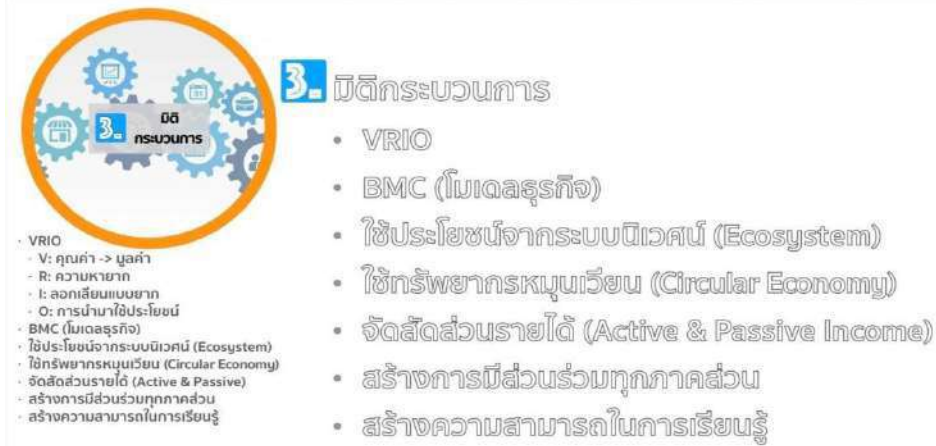 3. มิติ
กระบวนการ
· VRIO
- V: คุณค่า -> มูลค่า
- R: ความหายาก
- I: ลอกเลียนแบบยาก
- O: การนำมาใช้ประโยชน์
· BMC (โมเดลธุรกิจ)
· ใช้ประโยชน์จากระบบนิเวศน์ (Ecosystem)
· ใช้ทรัพยากรหมุนเวียน (Circular Economy)
· จัดสัดส่วนรายได้ (Active & Passive)
· สร้างการมีส่วนร่วมทุกภาคส่วน
· สร้างความสามารถในการเรียนรู้
3. มิติกระบวนการ
• VRIO
• BMC (โมเดลธุรกิจ)
• ใช้ประโยชน์จากระบบนิเวศน์ (Ecosystem)
• ใช้ทรัพยากรหมุนเวียน (Circular Economy)
• จัดสัดส่วนรายได้ (Active & Passive Income)
• สร้างการมีส่วนร่วมทุกภาคส่วน
• สร้างความสามารถในการเรียนรู้